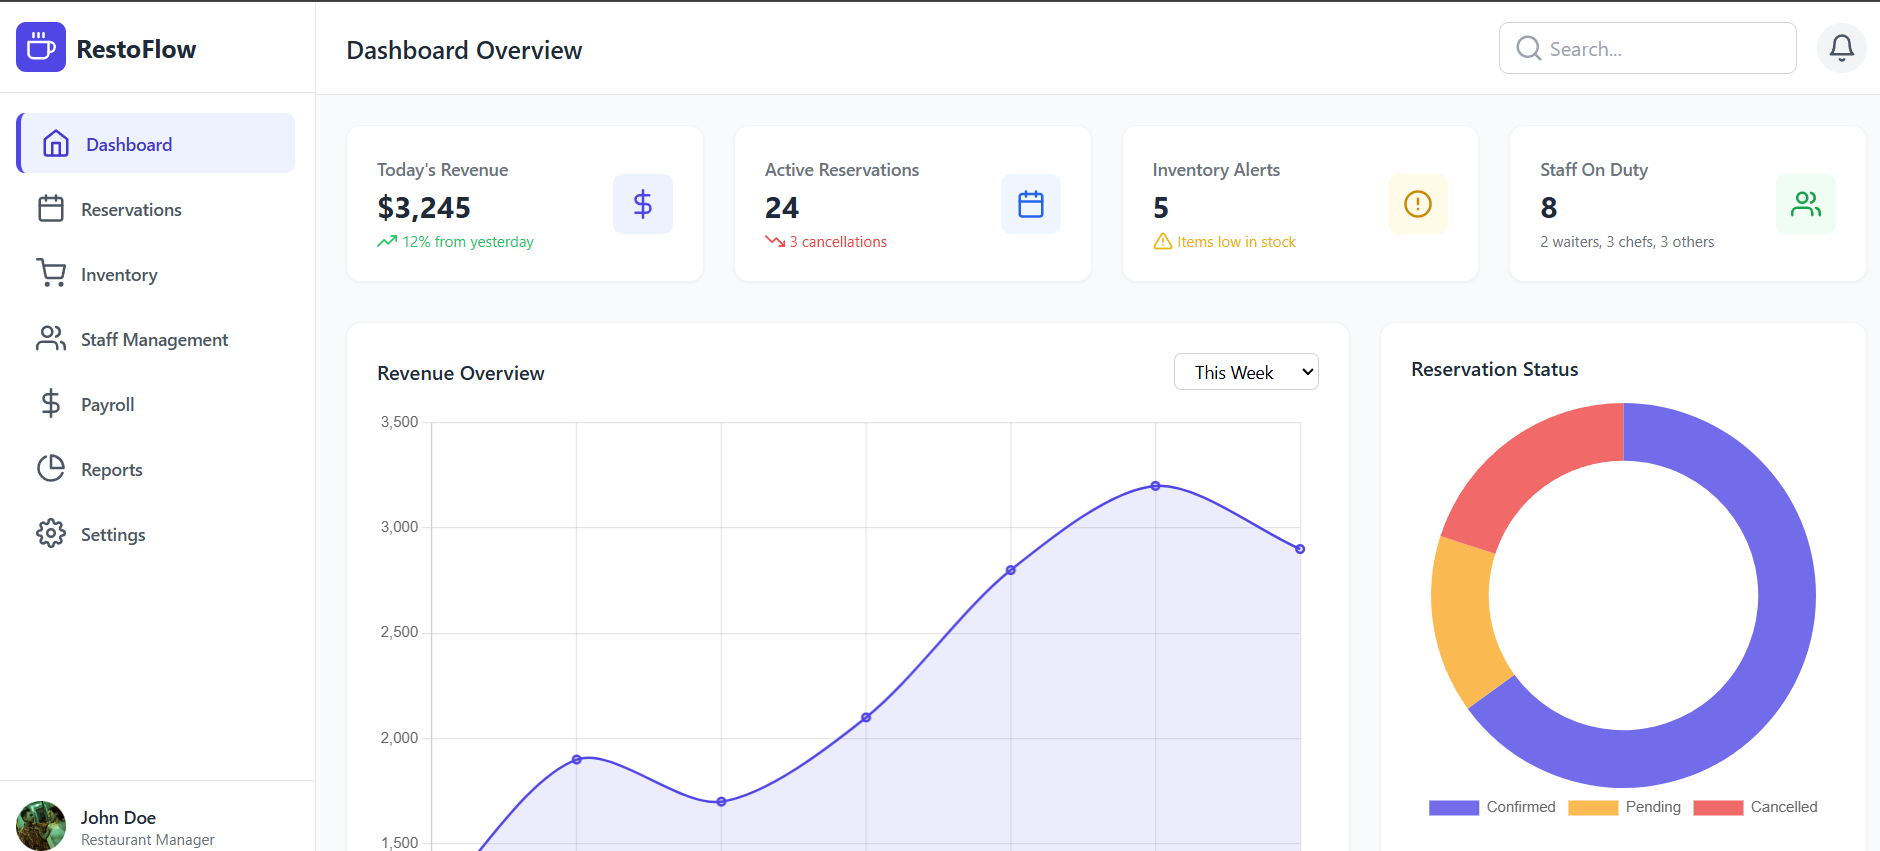 RestoFlow
Dashboard Overview
Search...
Dashboard
Reservations
Inventory
Staff Management
Payroll
Reports
Settings
John Doe
Restaurant Manager
Today's Revenue
$3,245
12% from yesterday
Active Reservations
24
3 cancellations
Inventory Alerts
5
Items low in stock
Staff On Duty
8
2 waiters, 3 chefs, 3 others
Revenue Overview
This Week
3,500
3,000
2,500
2,000
1,500
Reservation Status
Confirmed Pending Cancelled